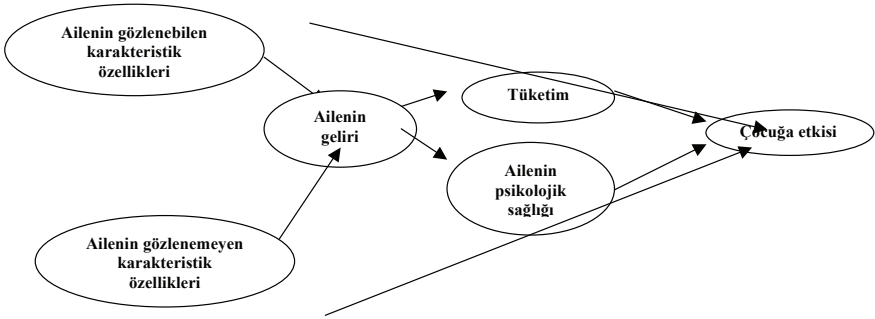 Ailenin gözlenebilen
karakteristik
özellikleri
Ailenin
geliri
Tüketim
Çocuğa etkisi
Ailenin
psikolojik
sağlığı
Ailenin gözlenemeyen
karakteristik
özellikleri